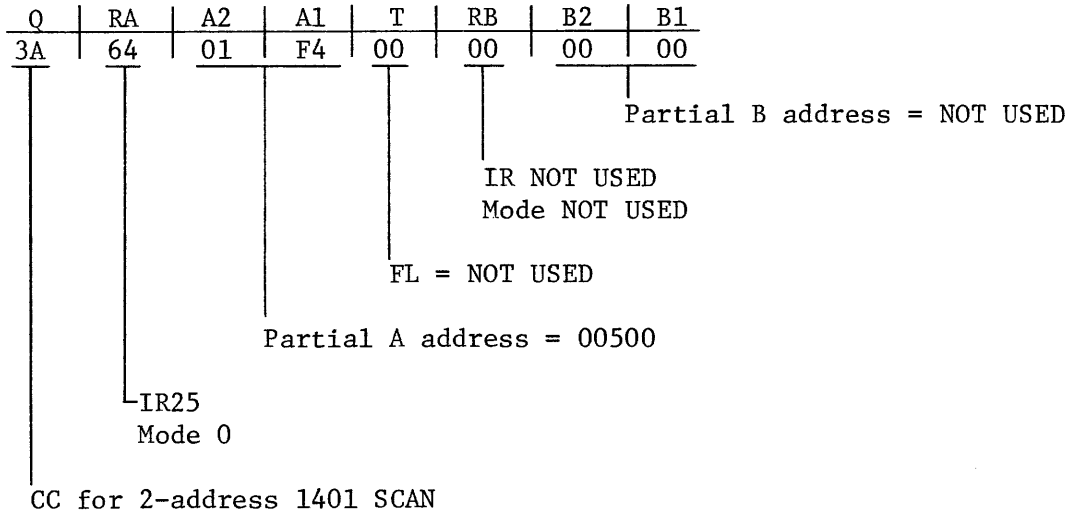 Q RA A2 A1 T RB B2 B1
3A 64 01 F4 00 00 00 00
Partial B address = NOT USED
IR NOT USED
Mode NOT USED
FL = NOT USED
Partial A address = 00500
IR25
Mode 0
CC for 2-address 1401 SCAN